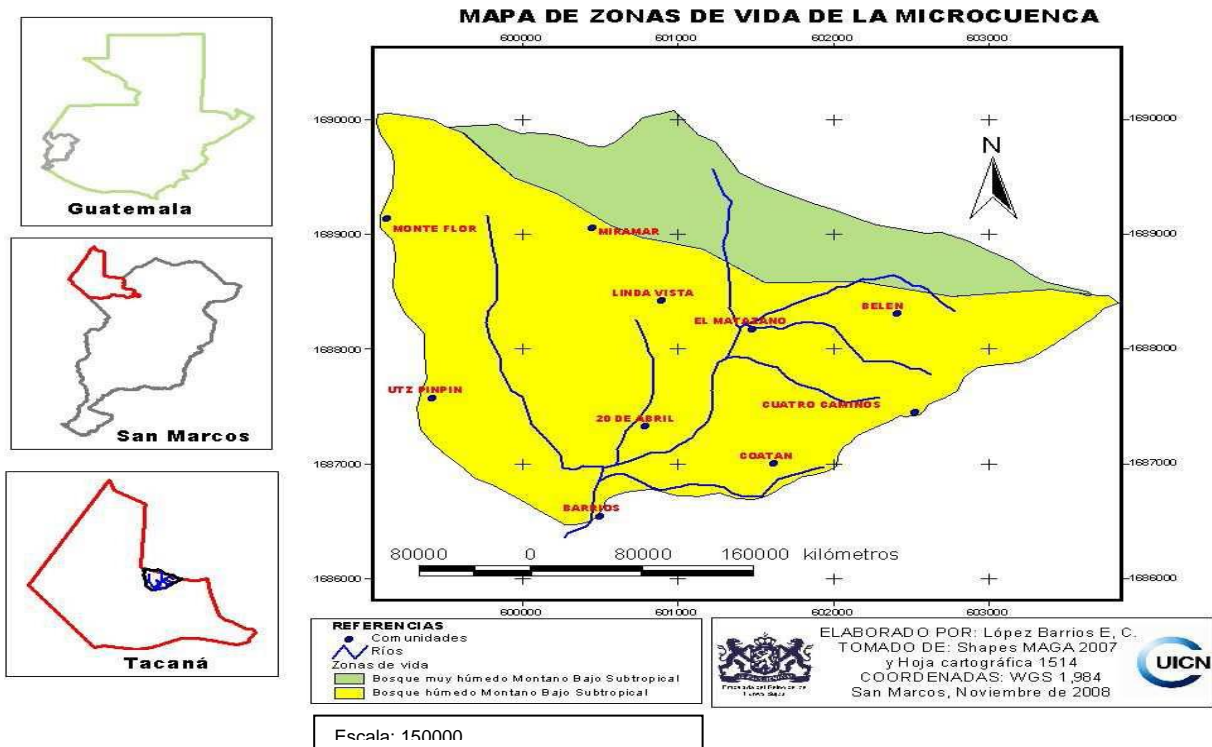 MAPA DE ZONAS DE VIDA DE LA MICROCUENCA
Guatemala
San Marcos
Tacaná
600000 601000 602000 603000
1690000 1690000
1689000 1689000
1688000 1688000
1687000 1687000
1686000 1686000
600000 601000 602000 603000
N
MONTE FLOR
MIRAMAR
LINDA VISTA
BELEN
EL MATAZANO
UTZ PINPIN
CUATRO CAMINOS
20 DE ABRIL
COATAN
BARRIOS
80000 0 80000 160000 kilómetros
REFERENCIAS
Comunidades
Ríos
Zonas de vida
Bosque muy húmedo Montano Bajo Subtropical
Bosque húmedo Montano Bajo Subtropical
ELABORADO POR: López Barrios E, C.
TOMADO DE: Shapes MAGA 2007
y Hoja cartográfica 1514
COORDENADAS: WGS 1,984
San Marcos, Noviembre de 2008
UICN
Escala: 150000